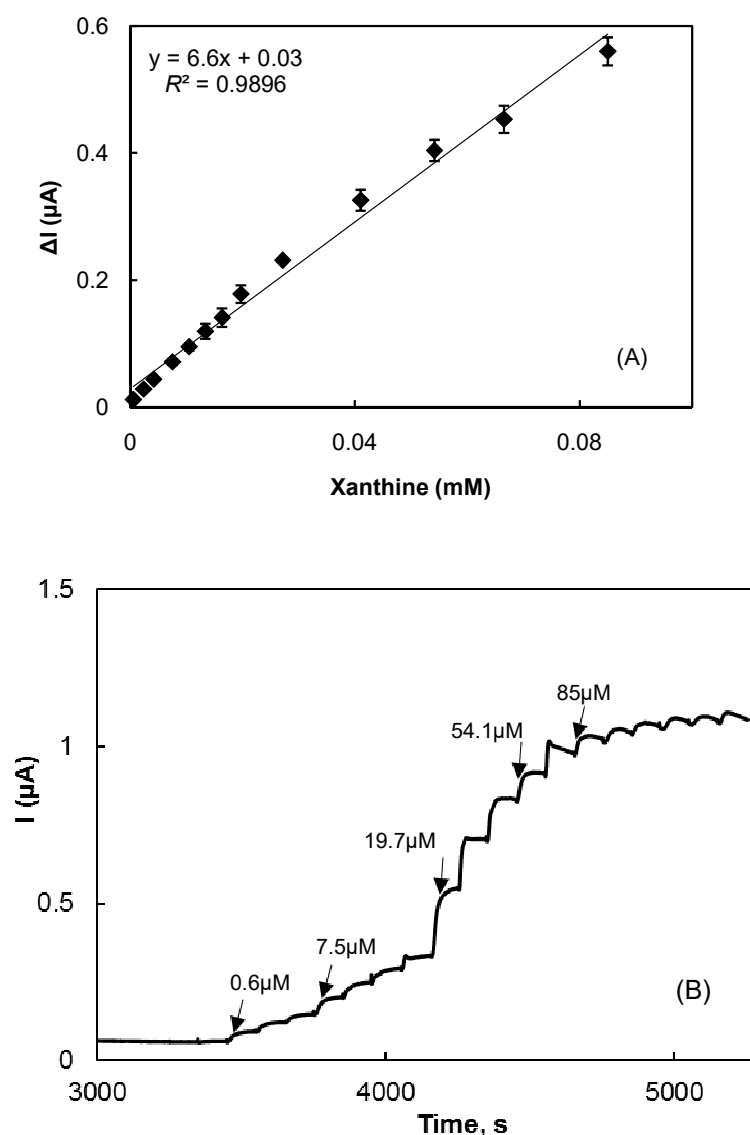 0.6
y = 6.6x + 0.03
R² = 0.9896
0.4
ΔI (µA)
0.2
(A)
0
0 0.04 0.08
Xanthine (mM)
1.5
85µM
54.1µM
1
I (µA)
19.7µM
0.5
7.5µM
0.6µM
(B)
0
3000 4000 5000
Time, s